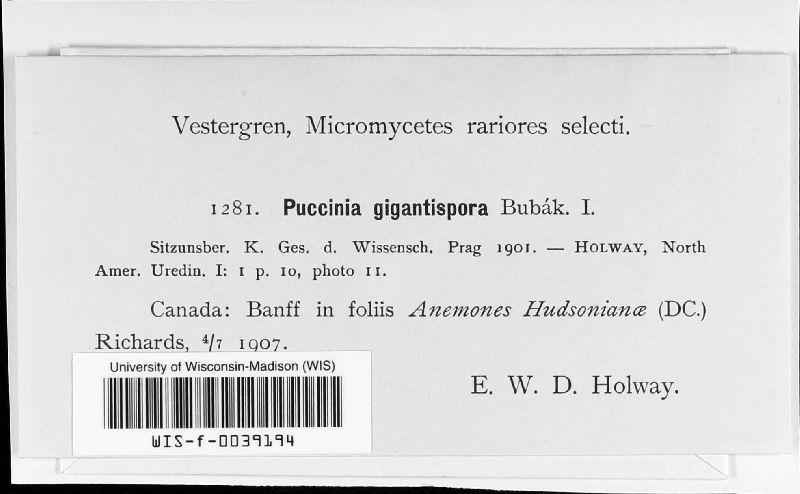 Vestergren, Micromycetes rariores selecti.
1281. Puccinia gigantispora Bubák. I.
Sitzunsber. K. Ges. d. Wissensch. Prag 1901. — HOLWAY, North
Amer. Uredin. I: 1 p. 10, photo 11.
Canada: Banff in foliis Anemones Hudsonianæ (DC.)
Richards, 4/7 1907.
E. W. D. Holway.
University of Wisconsin-Madison (WIS)
WIS-f-0039194